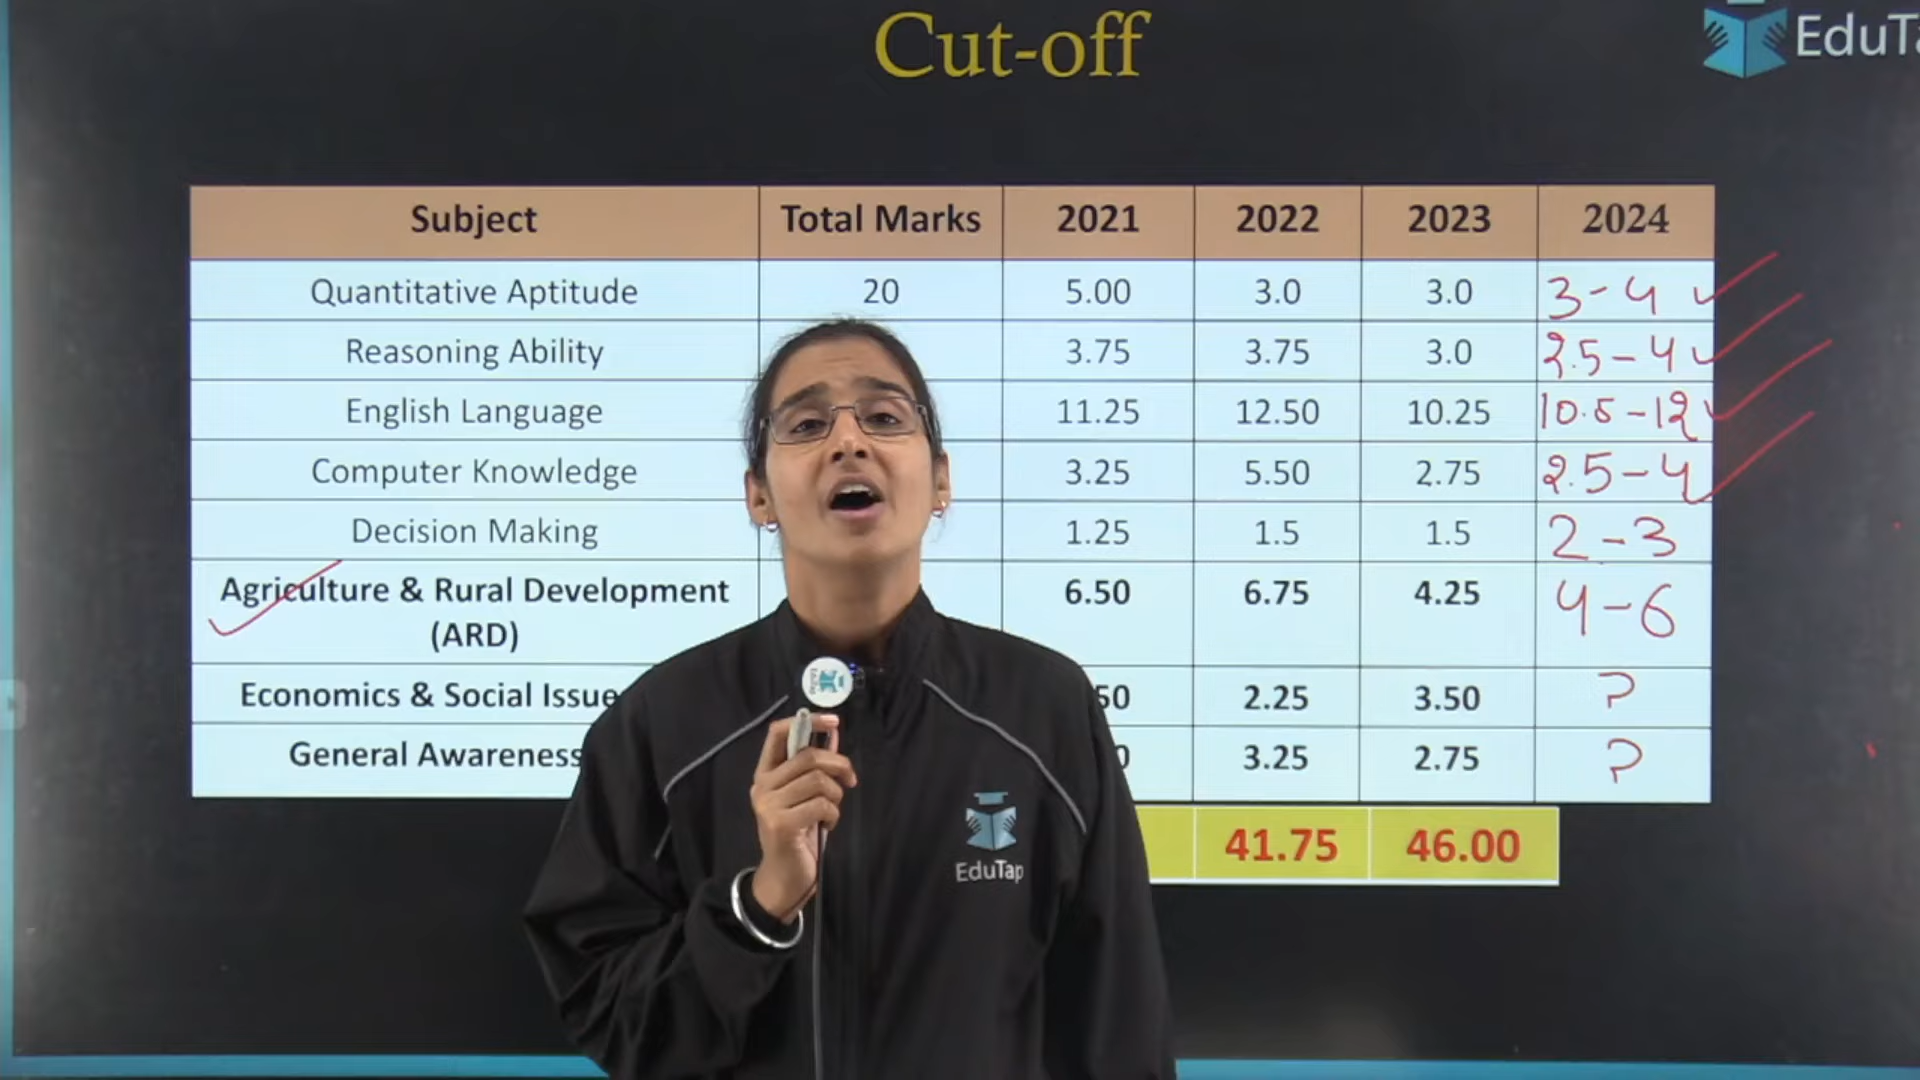 Cut-off
EduTa
Subject Total Marks 2021 2022 2023 2024
Quantitative Aptitude 20 5.00 3.0 3.0 3-4
Reasoning Ability 3.75 3.75 3.0 2.5-4
English Language 11.25 12.50 10.25 10.5-12
Computer Knowledge 3.25 5.50 2.75 2.5-4
Decision Making 1.25 1.5 1.5 2-3
Agriculture & Rural Development
(ARD) 6.50 6.75 4.25 4-6
Economics & Social Issue 50 2.25 3.50 ?
General Awareness 0 3.25 2.75 ?
41.75 46.00
EduTap